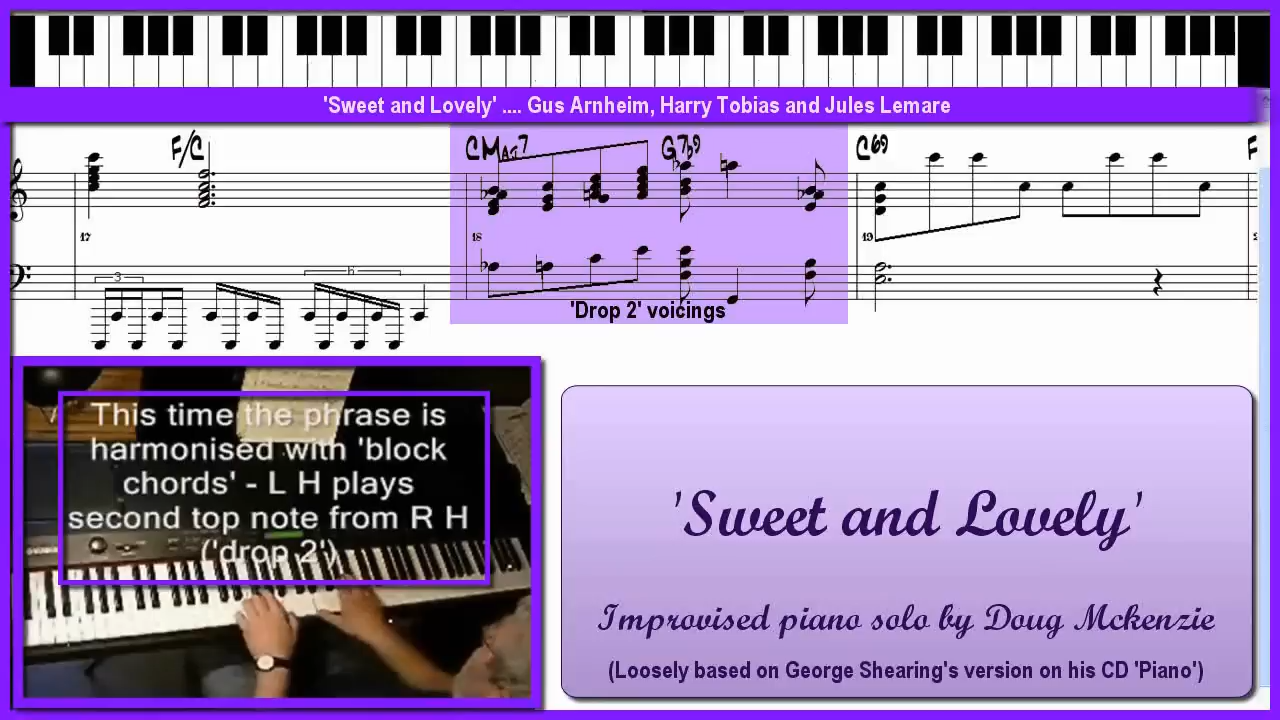 'Sweet and Lovely' .... Gus Arnheim, Harry Tobias and Jules Lemare
F/C
CMaj7
G7b9
C69
F
17
18
19
3
6
'Drop 2' voicings
This time the phrase is
harmonised with 'block
chords' - L H plays
second top note from R H
('drop 2')
'Sweet and Lovely'
Improvised piano solo by Doug Mckenzie
(Loosely based on George Shearing's version on his CD 'Piano')